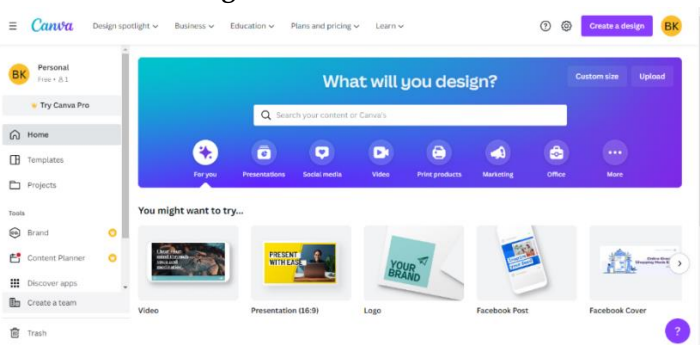 Canva Design spotlight Business Education Plans and pricing Learn Create a design BK
BK Personal
Free • 1
Try Canva Pro
Home
Templates
Projects
Tools
Brand
Content Planner
Discover apps
Create a team
Trash
What will you design?
Custom size Upload
Search your content or Canva's
For you Presentations Social media Video Print products Marketing Office More
You might want to try...
PRESENT
WITH EASE
YOUR
BRAND
Video Presentation (16:9) Logo Facebook Post Facebook Cover
?